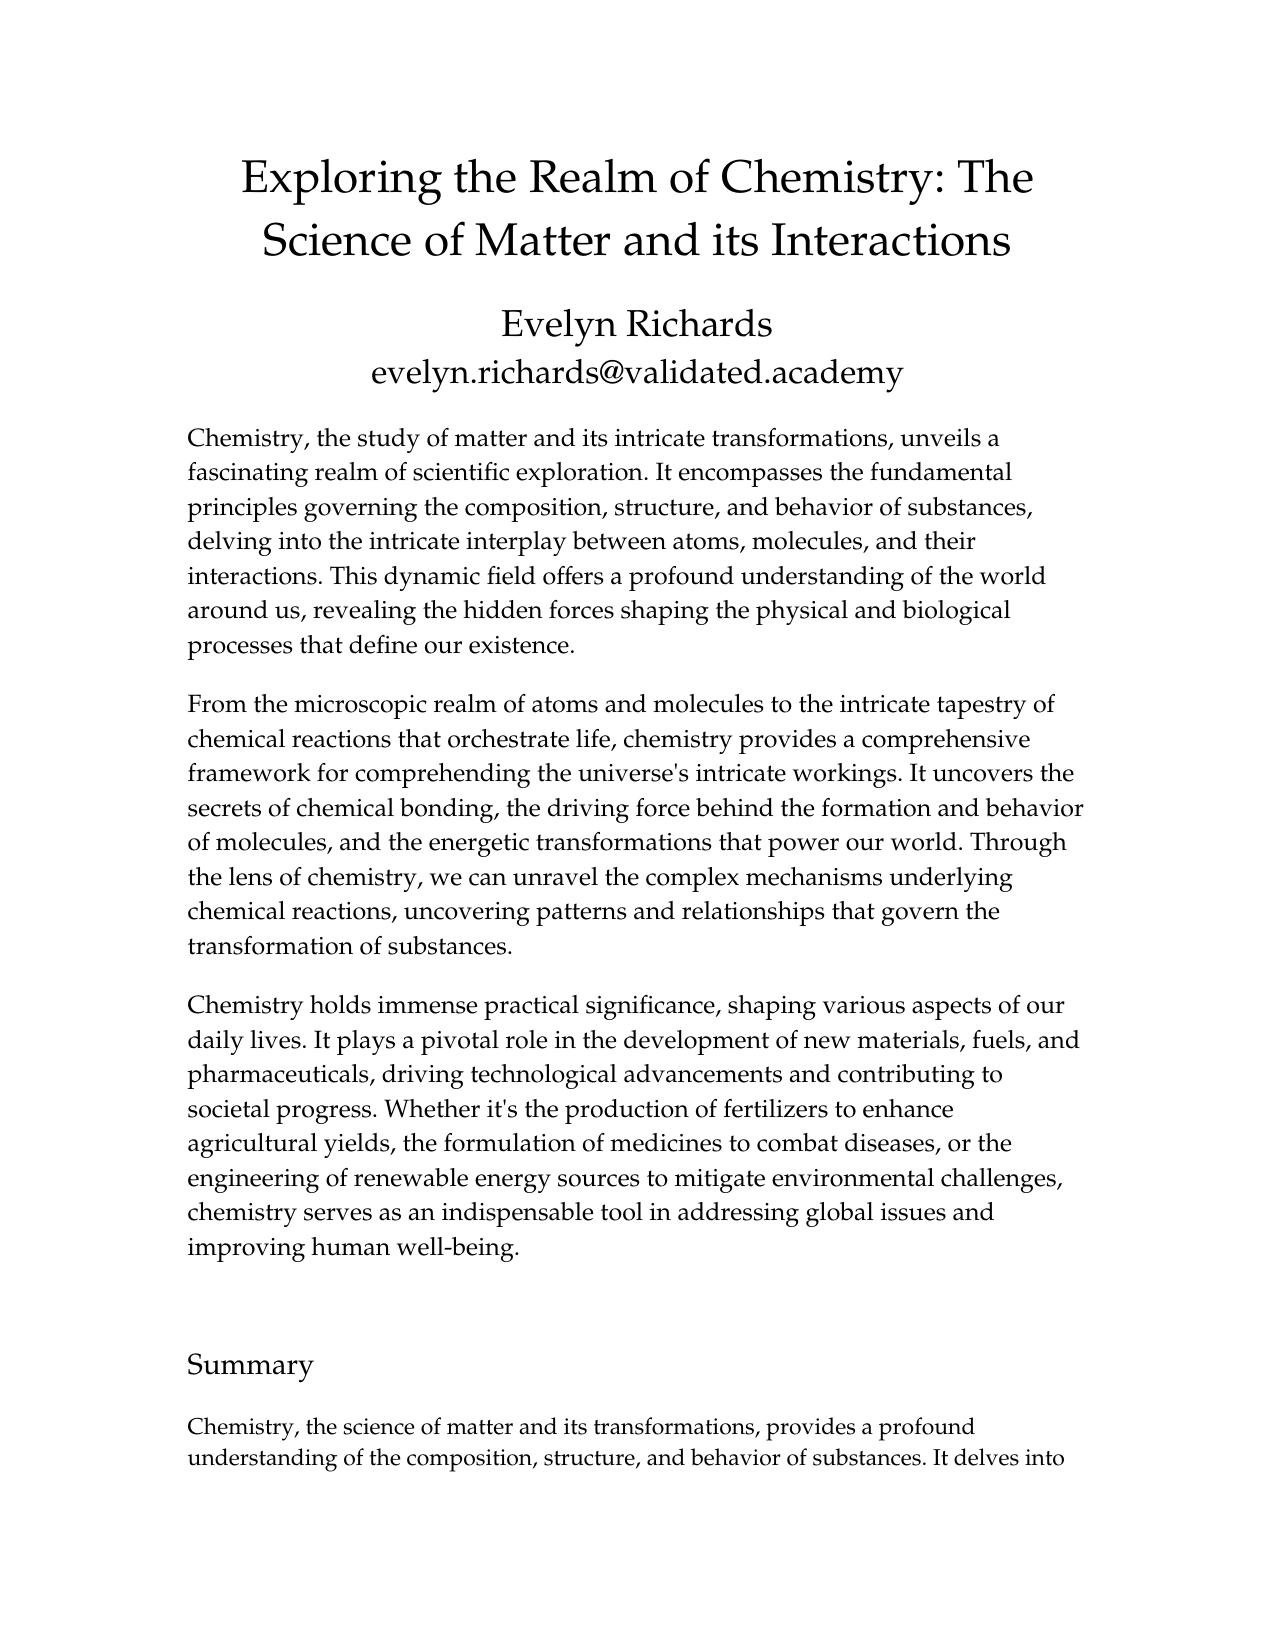 Exploring the Realm of Chemistry: The
Science of Matter and its Interactions
Evelyn Richards
evelyn.richards@validated.academy
Chemistry, the study of matter and its intricate transformations, unveils a
fascinating realm of scientific exploration. It encompasses the fundamental
principles governing the composition, structure, and behavior of substances,
delving into the intricate interplay between atoms, molecules, and their
interactions. This dynamic field offers a profound understanding of the world
around us, revealing the hidden forces shaping the physical and biological
processes that define our existence.
From the microscopic realm of atoms and molecules to the intricate tapestry of
chemical reactions that orchestrate life, chemistry provides a comprehensive
framework for comprehending the universe's intricate workings. It uncovers the
secrets of chemical bonding, the driving force behind the formation and behavior
of molecules, and the energetic transformations that power our world. Through
the lens of chemistry, we can unravel the complex mechanisms underlying
chemical reactions, uncovering patterns and relationships that govern the
transformation of substances.
Chemistry holds immense practical significance, shaping various aspects of our
daily lives. It plays a pivotal role in the development of new materials, fuels, and
pharmaceuticals, driving technological advancements and contributing to
societal progress. Whether it's the production of fertilizers to enhance
agricultural yields, the formulation of medicines to combat diseases, or the
engineering of renewable energy sources to mitigate environmental challenges,
chemistry serves as an indispensable tool in addressing global issues and
improving human well-being.
Summary
Chemistry, the science of matter and its transformations, provides a profound
understanding of the composition, structure, and behavior of substances. It delves into